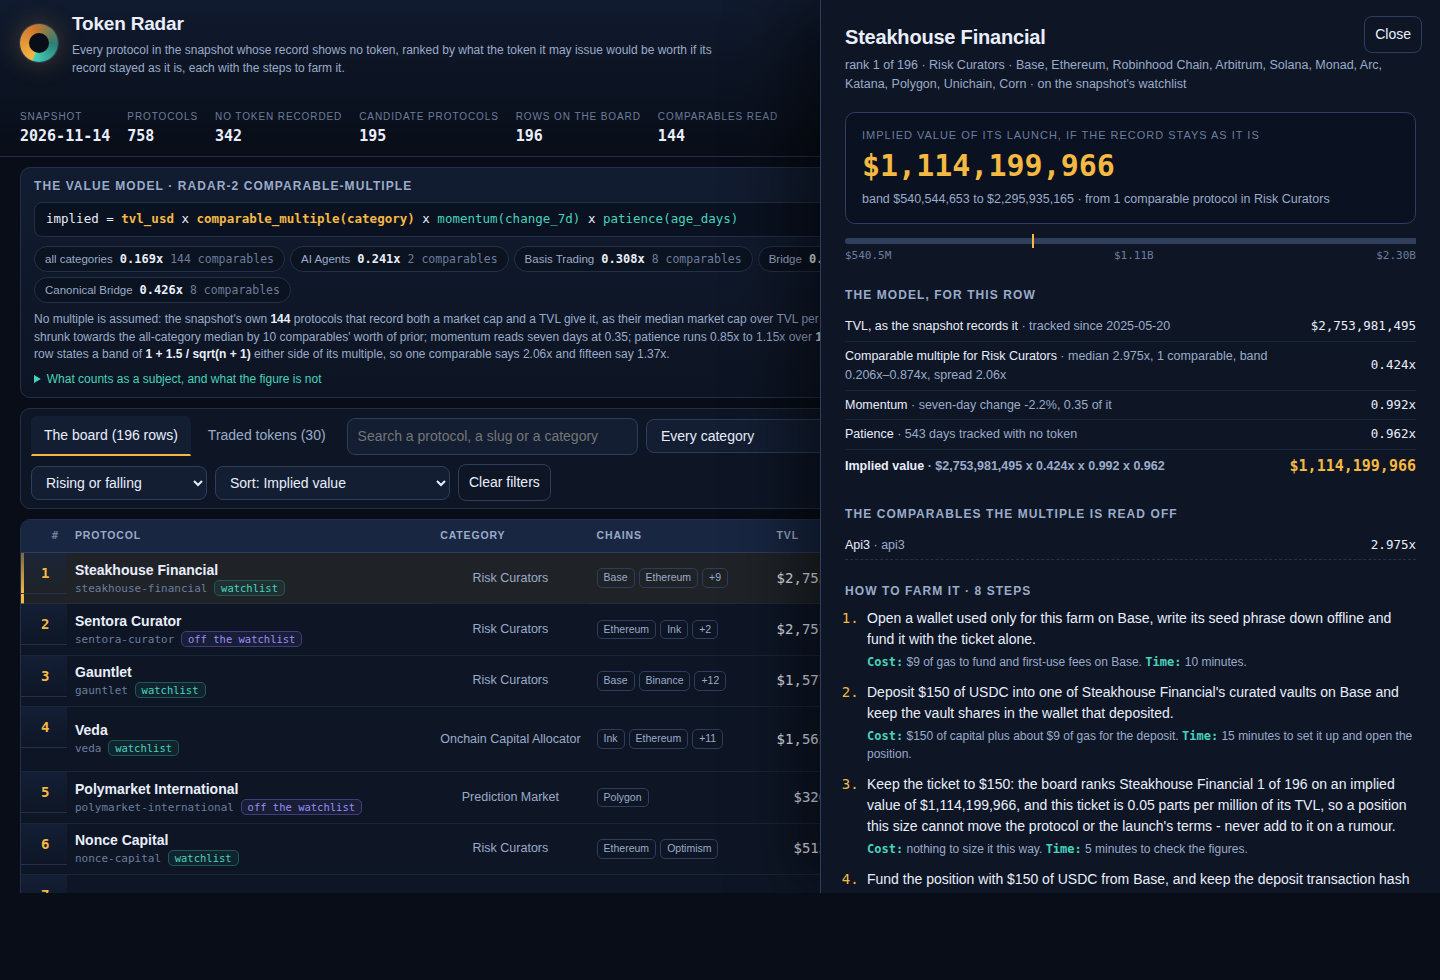 Token Radar
Every protocol in the snapshot whose record shows no token, ranked by what the token it may issue would be worth if its
record stayed as it is, each with the steps to farm it.
SNAPSHOT PROTOCOLS NO TOKEN RECORDED CANDIDATE PROTOCOLS ROWS ON THE BOARD COMPARABLES READ
2026-11-14 758 342 195 196 144
THE VALUE MODEL · RADAR-2 COMPARABLE-MULTIPLE
implied = tvl_usd x comparable_multiple(category) x momentum(change_7d) x patience(age_days)
all categories 0.169x 144 comparables AI Agents 0.241x 2 comparables Basis Trading 0.308x 8 comparables Bridge
Canonical Bridge 0.426x 8 comparables
No multiple is assumed: the snapshot's own 144 protocols that record both a market cap and a TVL give it, as their median market cap over TVL per
shrunk towards the all-category median by 10 comparables' worth of prior; momentum reads seven days at 0.35; patience runs 0.85x to 1.15x over
row states a band of 1 + 1.5 / sqrt(n + 1) either side of its multiple, so one comparable says 2.06x and fifteen say 1.37x.
What counts as a subject, and what the figure is not
The board (196 rows) Traded tokens (30) Search a protocol, a slug or a category Every category
Rising or falling Sort: Implied value Clear filters
# PROTOCOL CATEGORY CHAINS TVL
1 Steakhouse Financial Risk Curators Base Ethereum +9 $2,75
steakhouse-financial watchlist
2 Sentora Curator Risk Curators Ethereum Ink +2 $2,75
sentora-curator off the watchlist
3 Gauntlet Risk Curators Base Binance +12 $1,57
gauntlet watchlist
4 Veda Onchain Capital Allocator Ink Ethereum +11 $1,56
veda watchlist
5 Polymarket International Prediction Market Polygon $32
polymarket-international off the watchlist
6 Nonce Capital Risk Curators Ethereum Optimism $51
nonce-capital watchlist
Steakhouse Financial
Close
rank 1 of 196 · Risk Curators · Base, Ethereum, Robinhood Chain, Arbitrum, Solana, Monad, Arc,
Katana, Polygon, Unichain, Corn · on the snapshot's watchlist
IMPLIED VALUE OF ITS LAUNCH, IF THE RECORD STAYS AS IT IS
$1,114,199,966
band $540,544,653 to $2,295,935,165 · from 1 comparable protocol in Risk Curators
$540.5M $1.11B $2.30B
THE MODEL, FOR THIS ROW
TVL, as the snapshot records it · tracked since 2025-05-20 $2,753,981,495
Comparable multiple for Risk Curators · median 2.975x, 1 comparable, band
0.206x–0.874x, spread 2.06x 0.424x
Momentum · seven-day change -2.2%, 0.35 of it 0.992x
Patience · 543 days tracked with no token 0.962x
Implied value · $2,753,981,495 x 0.424x x 0.992 x 0.962 $1,114,199,966
THE COMPARABLES THE MULTIPLE IS READ OFF
Api3 · api3 2.975x
HOW TO FARM IT · 8 STEPS
1. Open a wallet used only for this farm on Base, write its seed phrase down offline and
fund it with the ticket alone.
Cost: $9 of gas to fund and first-use fees on Base. Time: 10 minutes.
2. Deposit $150 of USDC into one of Steakhouse Financial's curated vaults on Base and
keep the vault shares in the wallet that deposited.
Cost: $150 of capital plus about $9 of gas for the deposit. Time: 15 minutes to set it up and open the
position.
3. Keep the ticket to $150: the board ranks Steakhouse Financial 1 of 196 on an implied
value of $1,114,199,966, and this ticket is 0.05 parts per million of its TVL, so a position
this size cannot move the protocol or the launch's terms - never add to it on a rumour.
Cost: nothing to size it this way. Time: 5 minutes to check the figures.
4. Fund the position with $150 of USDC from Base, and keep the deposit transaction hash